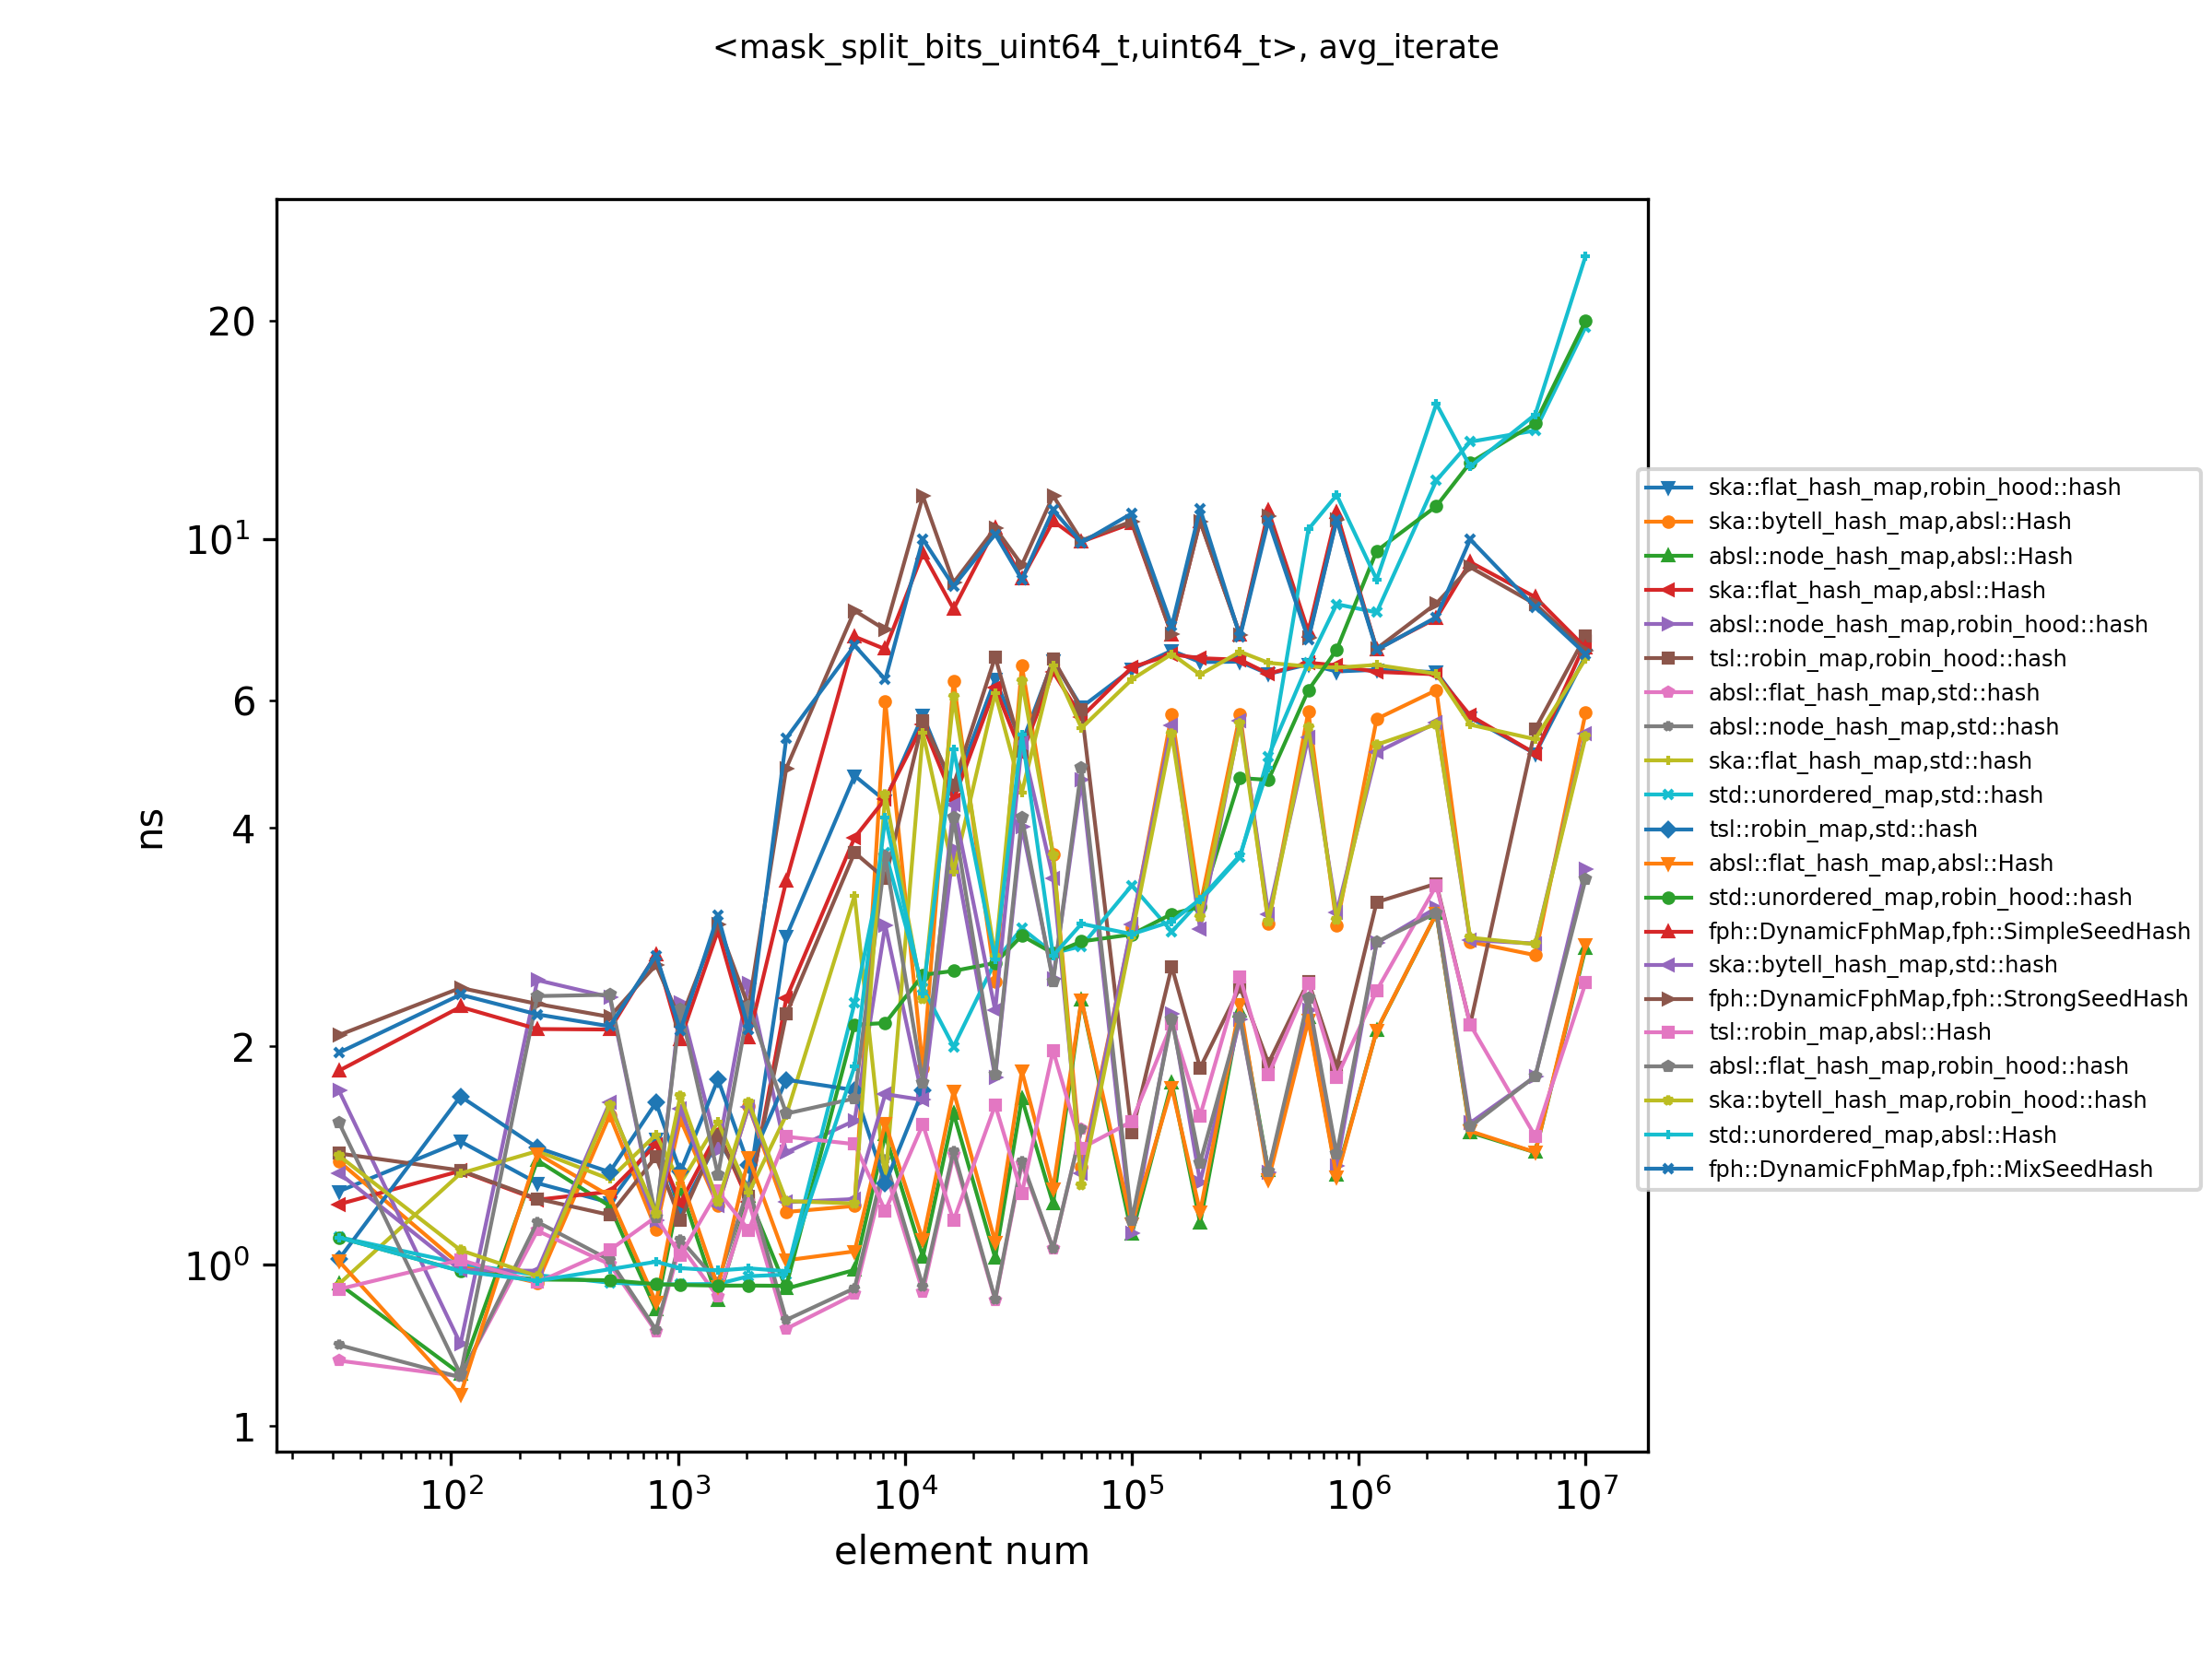 <mask_split_bits_uint64_t,uint64_t>, avg_iterate
20
10¹
6
4
2
10⁰
1
ns
10²
10³
10⁴
10⁵
10⁶
10⁷
element num
ska::flat_hash_map,robin_hood::hash
ska::bytell_hash_map,absl::Hash
absl::node_hash_map,absl::Hash
ska::flat_hash_map,absl::Hash
absl::node_hash_map,robin_hood::hash
tsl::robin_map,robin_hood::hash
absl::flat_hash_map,std::hash
absl::node_hash_map,std::hash
ska::flat_hash_map,std::hash
std::unordered_map,std::hash
tsl::robin_map,std::hash
absl::flat_hash_map,absl::Hash
std::unordered_map,robin_hood::hash
fph::DynamicFphMap,fph::SimpleSeedHash
ska::bytell_hash_map,std::hash
fph::DynamicFphMap,fph::StrongSeedHash
tsl::robin_map,absl::Hash
absl::flat_hash_map,robin_hood::hash
ska::bytell_hash_map,robin_hood::hash
std::unordered_map,absl::Hash
fph::DynamicFphMap,fph::MixSeedHash